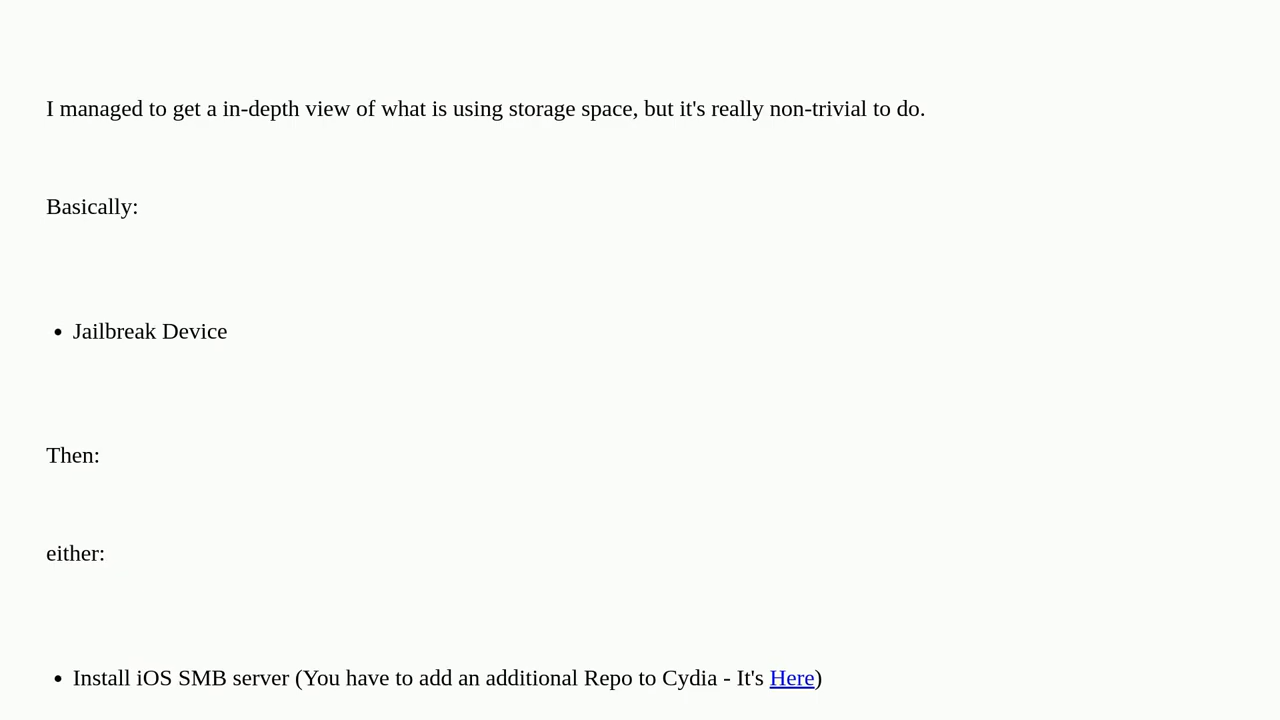 I managed to get a in-depth view of what is using storage space, but it's really non-trivial to do.
Basically:
• Jailbreak Device
Then:
either:
• Install iOS SMB server (You have to add an additional Repo to Cydia - It's Here)